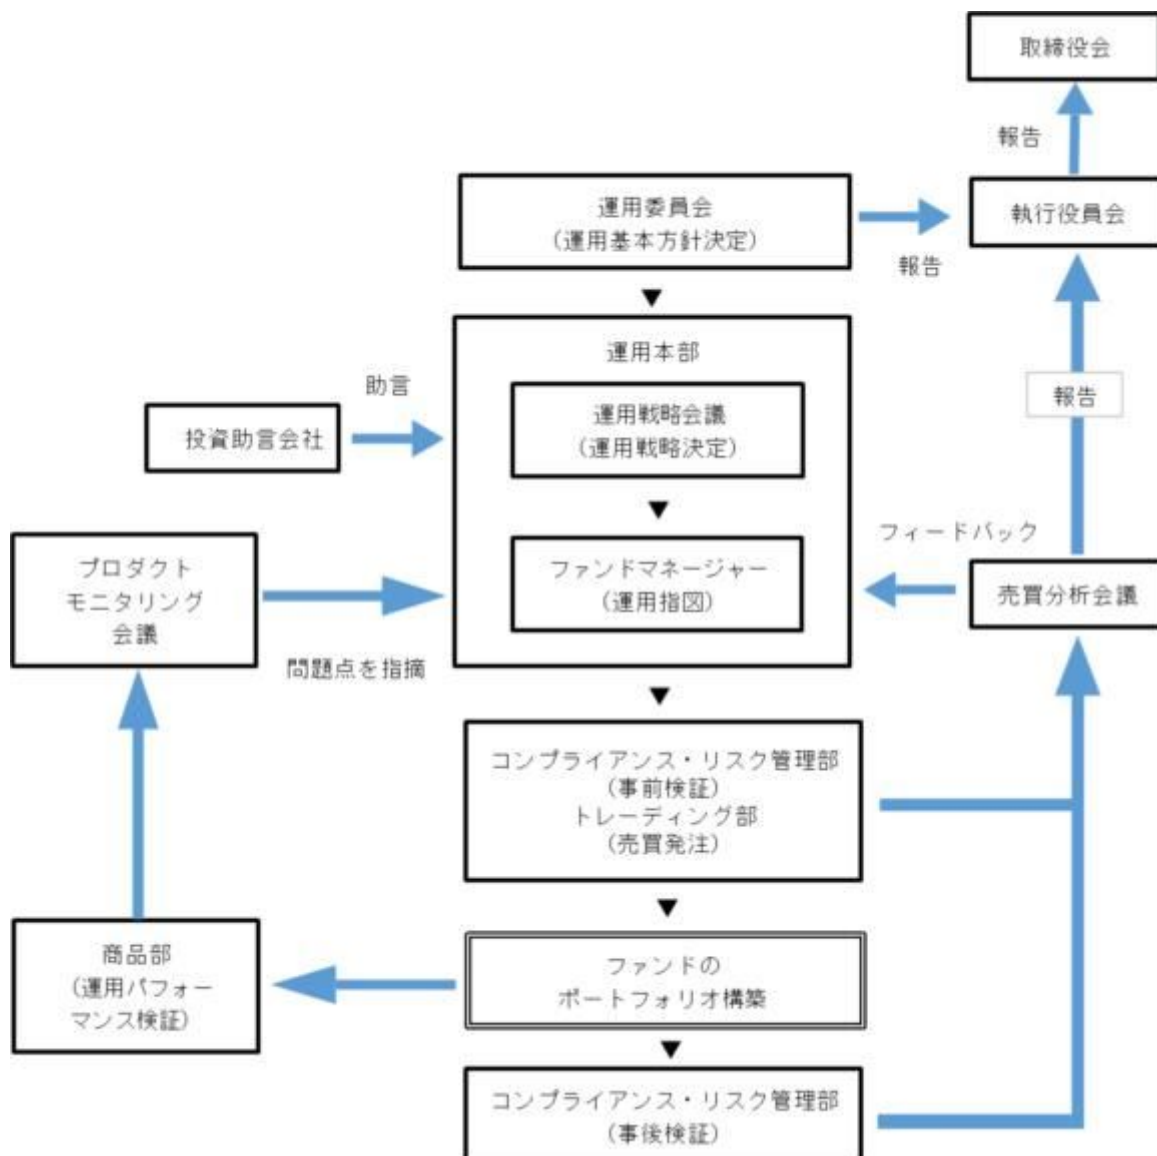 取締役会
報告
運用委員会
(運用基本方針決定)
執行役員会
報告
運用本部
助言
運用戦略会議
(運用戦略決定)
報告
投資助言会社
フィードバック
プロダクト
モニタリング
会議
ファンドマネージャー
(運用指図)
売買分析会議
問題点を指摘
コンプライアンス・リスク管理部
(事前検証)
トレーディング部
(売買発注)
商品部
(運用パフォー
マンス検証)
ファンドの
ポートフォリオ構築
コンプライアンス・リスク管理部
(事後検証)